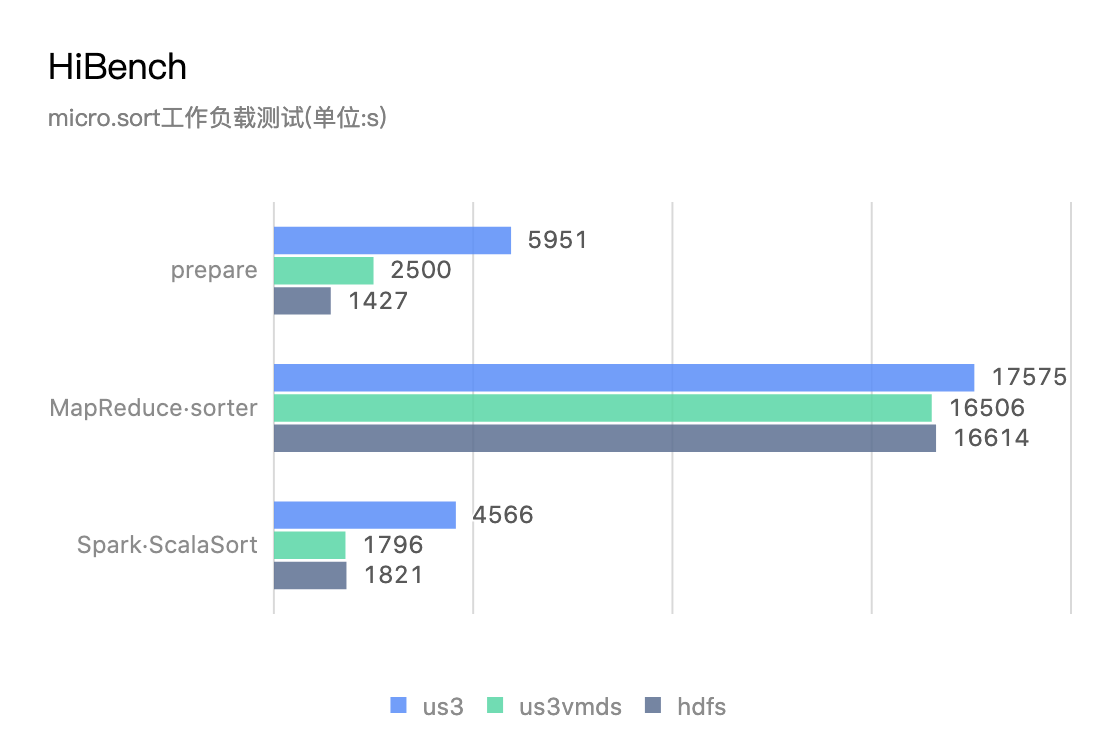 HiBench
micro.sort工作负载测试(单位:s)
prepare
5951
2500
1427
MapReduce·sorter
17575
16506
16614
Spark·ScalaSort
4566
1796
1821
us3 us3vmds hdfs